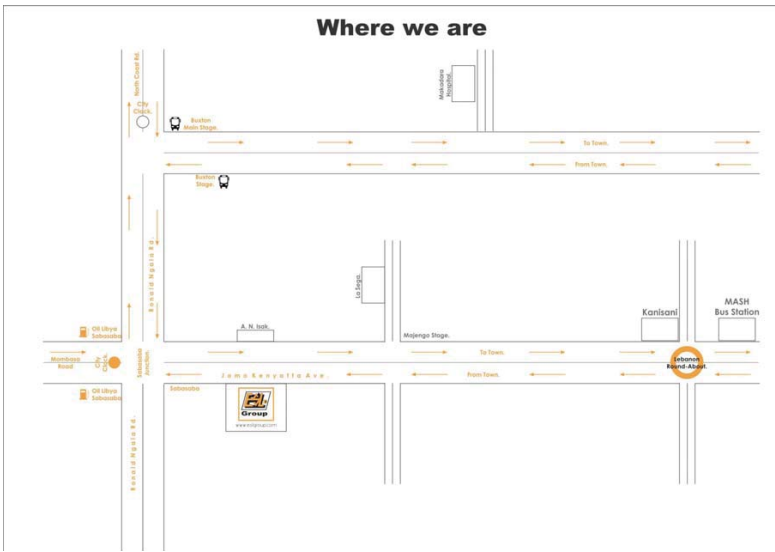 Where we are
North Coast Rd.
City
Clock.
Buxton
Main Stage.
Makadara
Hospital.
To Town.
From Town.
Buxton
Stage.
Ronald Ngala Rd.
La Sega.
A. N. Isak.
Majengo Stage.
Kanisani
MASH
Bus Station
Oil Libya
Sabasaba
Mombasa
Road
City
Clock.
Sabasaba
Junction.
To Town.
Lebanon
Round-About.
Jomo Kenyatta Ave.
From Town.
Oil Libya
Sabasaba
Sabasaba
Group
Ronald Ngala Rd.